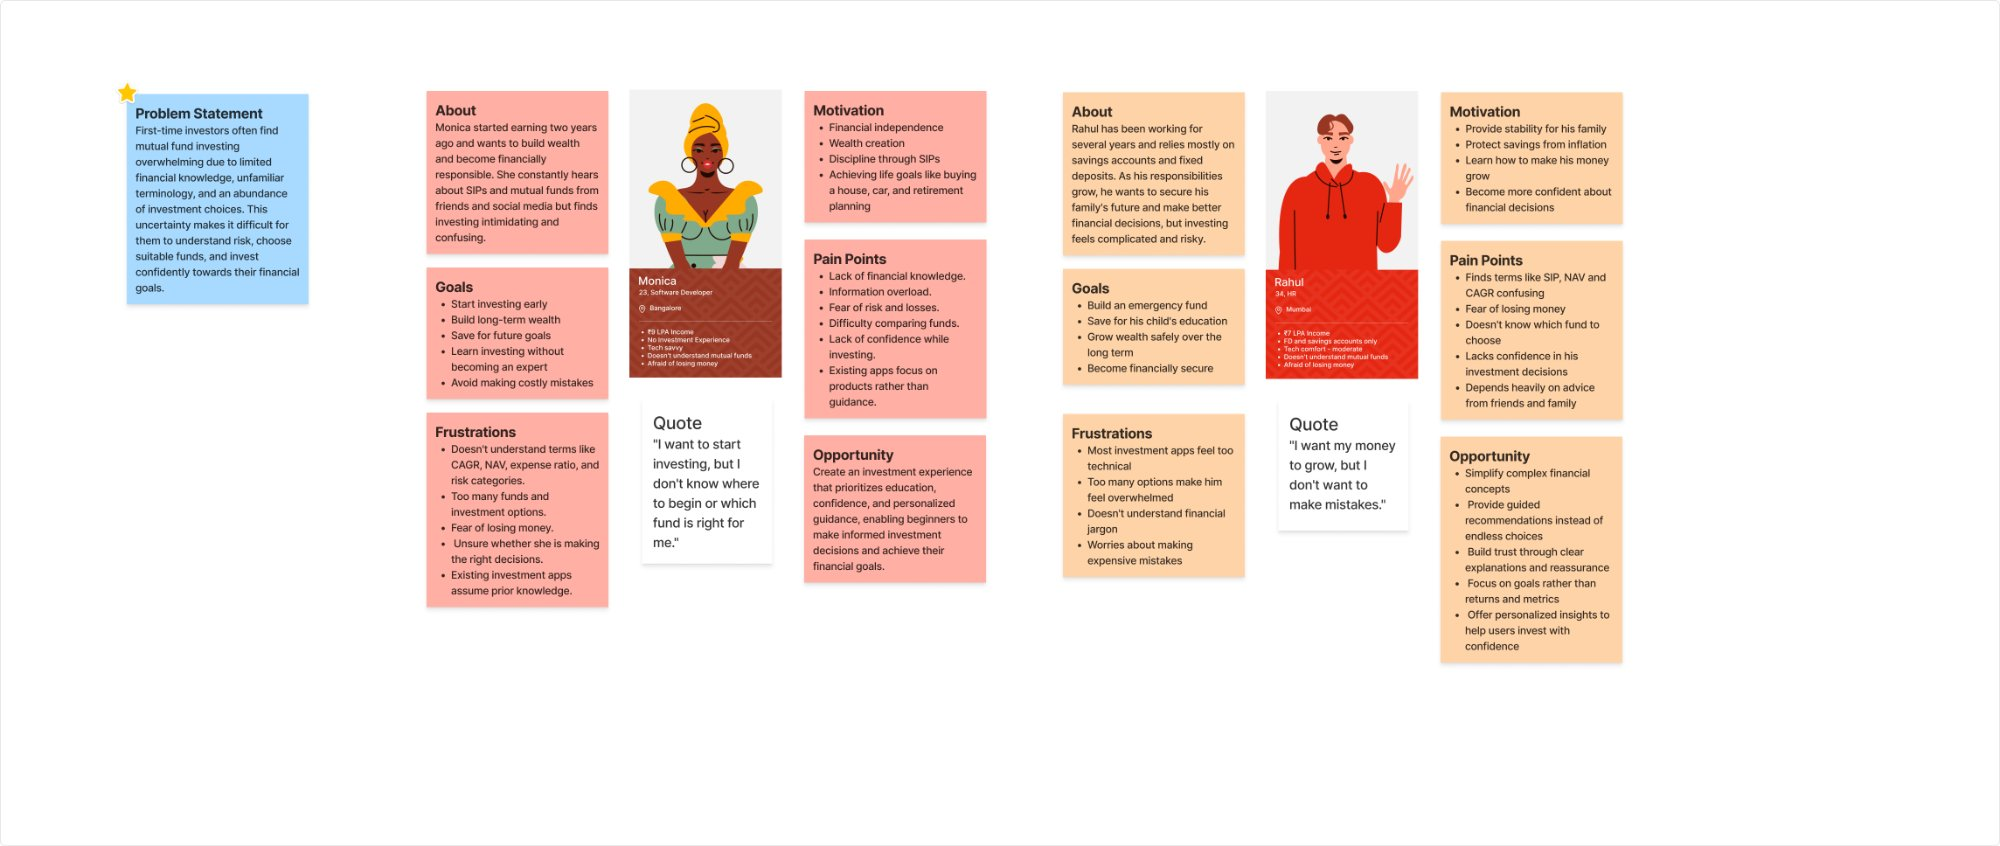 Problem Statement
First-time investors often find
mutual fund investing
overwhelming due to limited
financial knowledge, unfamiliar
terminology, and an abundance
of investment choices. This
uncertainty makes it difficult for
them to understand risk, choose
suitable funds, and invest
confidently towards their financial
goals.
About
Monica started earning two years
ago and wants to build wealth
and become financially
responsible. She constantly hears
about SIPs and mutual funds from
friends and social media but finds
investing intimidating and
confusing.
Goals
• Start investing early
• Build long-term wealth
• Save for future goals
• Learn investing without
becoming an expert
• Avoid making costly mistakes
Frustrations
• Doesn't understand terms like
CAGR, NAV, expense ratio, and
risk categories.
• Too many funds and
investment options.
• Fear of losing money.
• Unsure whether she is making
the right decisions.
• Existing investment apps
assume prior knowledge.
Monica
23, Software Developer
Bangalore
• ₹9 LPA Income
• No Investment Experience
• Tech savvy
• Doesn't understand mutual funds
• Afraid of losing money
Quote
"I want to start
investing, but I
don't know where
to begin or which
fund is right for
me."
Motivation
• Financial independence
• Wealth creation
• Discipline through SIPs
• Achieving life goals like buying
a house, car, and retirement
planning
Pain Points
• Lack of financial knowledge.
• Information overload.
• Fear of risk and losses.
• Difficulty comparing funds.
• Lack of confidence while
investing.
• Existing apps focus on
products rather than
guidance.
Opportunity
Create an investment experience
that prioritizes education,
confidence, and personalized
guidance, enabling beginners to
make informed investment
decisions and achieve their
financial goals.
About
Rahul has been working for
several years and relies mostly on
savings accounts and fixed
deposits. As his responsibilities
grow, he wants to secure his
family's future and make better
financial decisions, but investing
feels complicated and risky.
Goals
• Build an emergency fund
• Save for his child's education
• Grow wealth safely over the
long term
• Become financially secure
Frustrations
• Most investment apps feel too
technical
• Too many options make him
feel overwhelmed
• Doesn't understand financial
jargon
• Worries about making
expensive mistakes
Rahul
34, HR
Mumbai
• ₹7 LPA Income
• FD and savings accounts only
• Tech comfort - moderate
• Doesn't understand mutual funds
• Afraid of losing money
Quote
"I want my money
to grow, but I
don't want to
make mistakes."
Motivation
• Provide stability for his family
• Protect savings from inflation
• Learn how to make his money
grow
• Become more confident about
financial decisions
Pain Points
• Finds terms like SIP, NAV and
CAGR confusing
• Fear of losing money
• Doesn't know which fund to
choose
• Lacks confidence in his
investment decisions
• Depends heavily on advice
from friends and family
Opportunity
• Simplify complex financial
concepts
• Provide guided
recommendations instead of
endless choices
• Build trust through clear
explanations and reassurance
• Focus on goals rather than
returns and metrics
• Offer personalized insights to
help users invest with
confidence